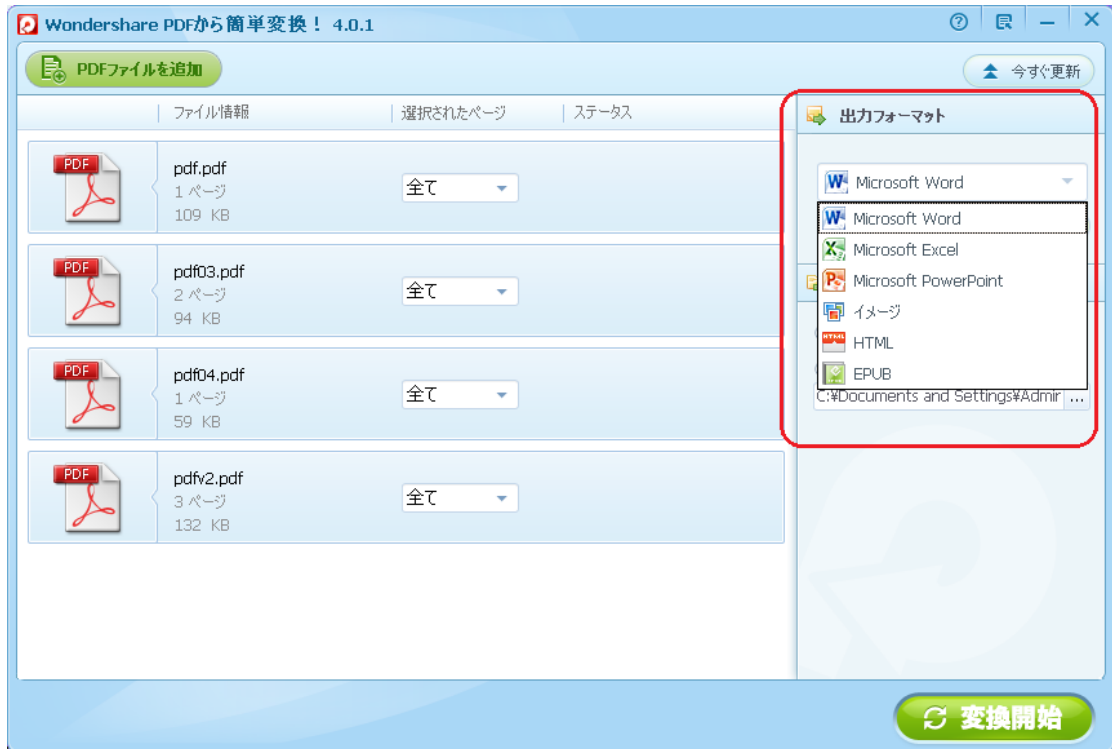 Wondershare PDFから簡単変換！ 4.0.1
PDFファイルを追加
今すぐ更新
ファイル情報 選択されたページ ステータス
出力フォーマット
PDF
pdf.pdf
1 ページ
109 KB
全て
PDF
pdf03.pdf
2 ページ
94 KB
全て
PDF
pdf04.pdf
1 ページ
59 KB
全て
PDF
pdfv2.pdf
3 ページ
132 KB
全て
Microsoft Word
Microsoft Word
Microsoft Excel
Microsoft PowerPoint
イメージ
HTML
EPUB
C:¥Documents and Settings¥Admir ...
変換開始